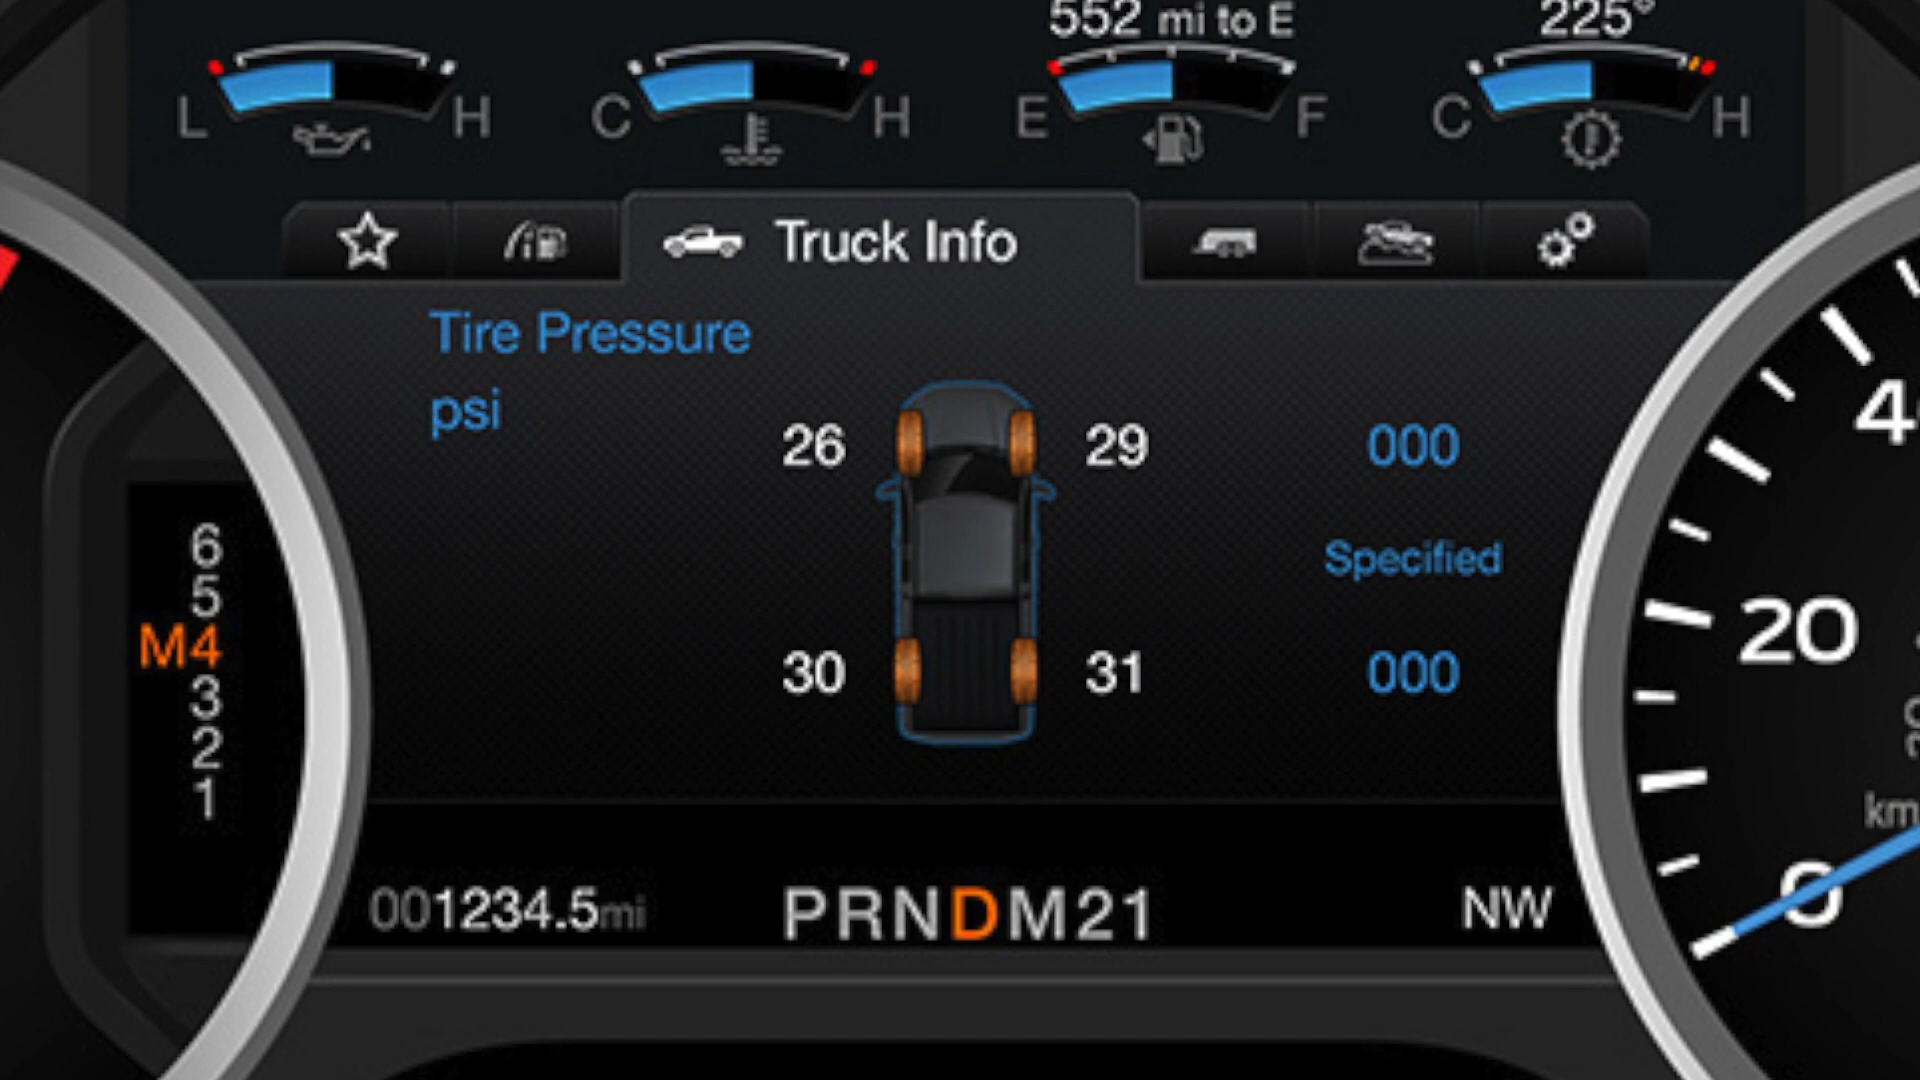 552 mi to E
225°
L H
C H
E F
C H
Truck Info
Tire Pressure
psi
26 29 000
Specified
30 31 000
6
5
M4
3
2
1
001234.5mi
PRNDM21
NW
20
0